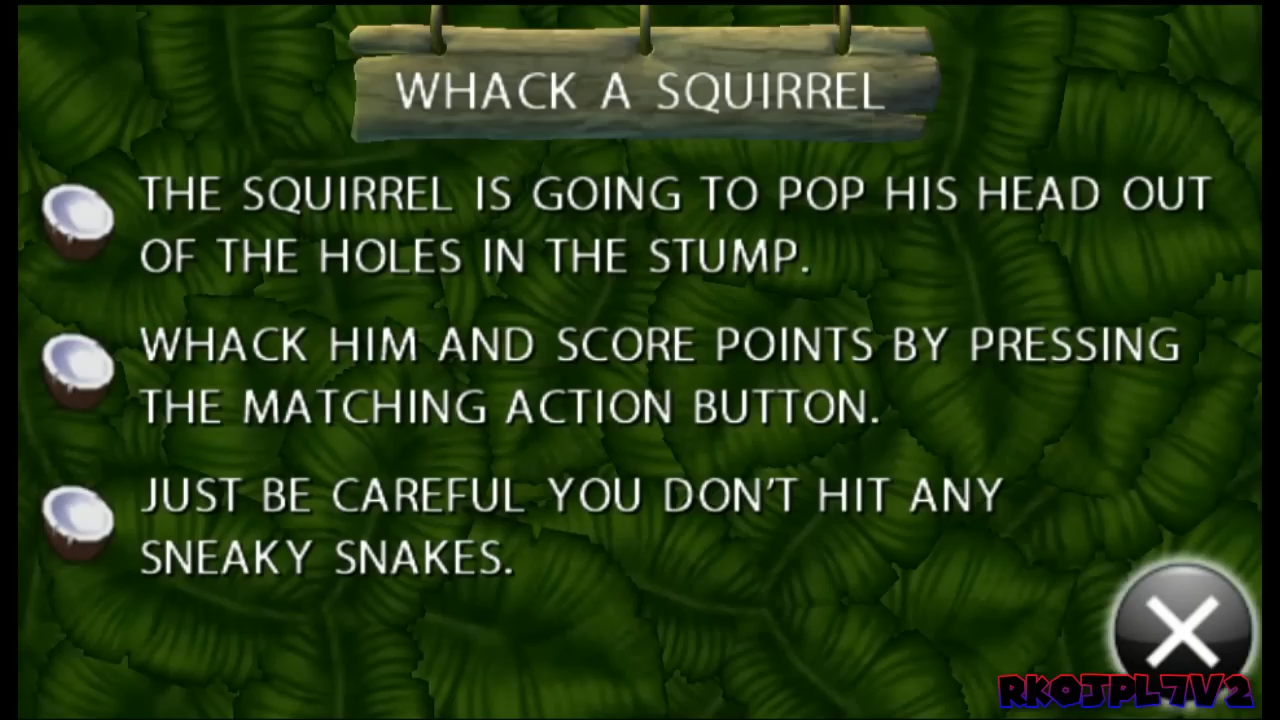 WHACK A SQUIRREL
THE SQUIRREL IS GOING TO POP HIS HEAD OUT
OF THE HOLES IN THE STUMP.
WHACK HIM AND SCORE POINTS BY PRESSING
THE MATCHING ACTION BUTTON.
JUST BE CAREFUL YOU DON'T HIT ANY
SNEAKY SNAKES.
RKOJPL7V2